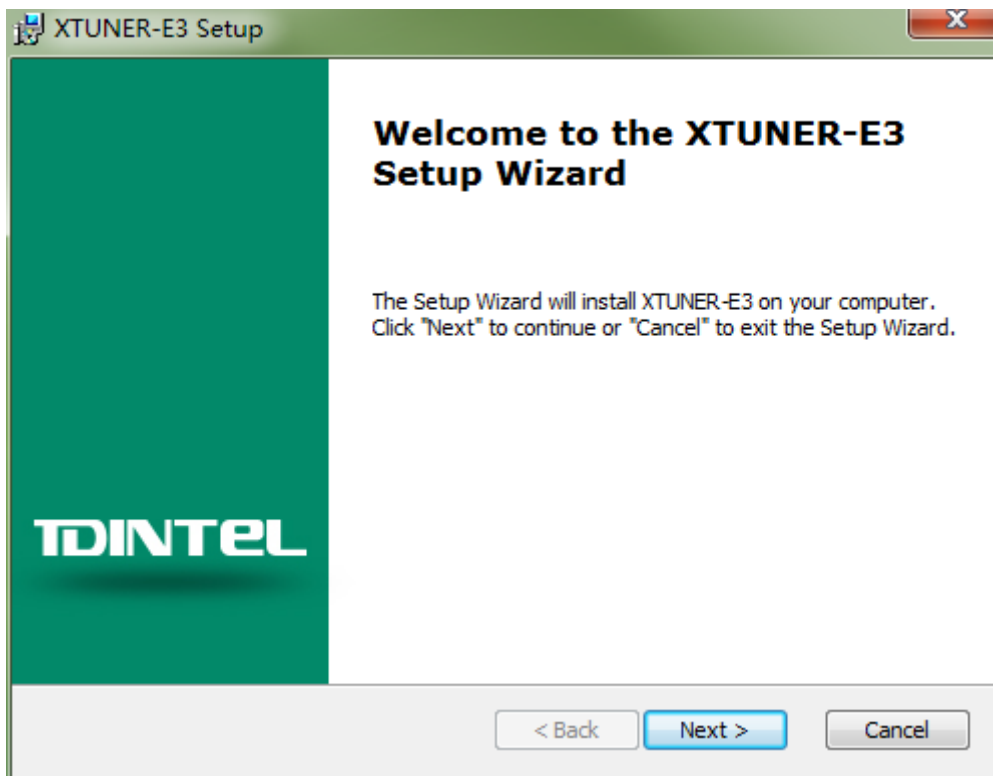 XTUNER-E3 Setup
Welcome to the XTUNER-E3
Setup Wizard
The Setup Wizard will install XTUNER-E3 on your computer.
Click "Next" to continue or "Cancel" to exit the Setup Wizard.
TDINTEL
< Back
Next >
Cancel